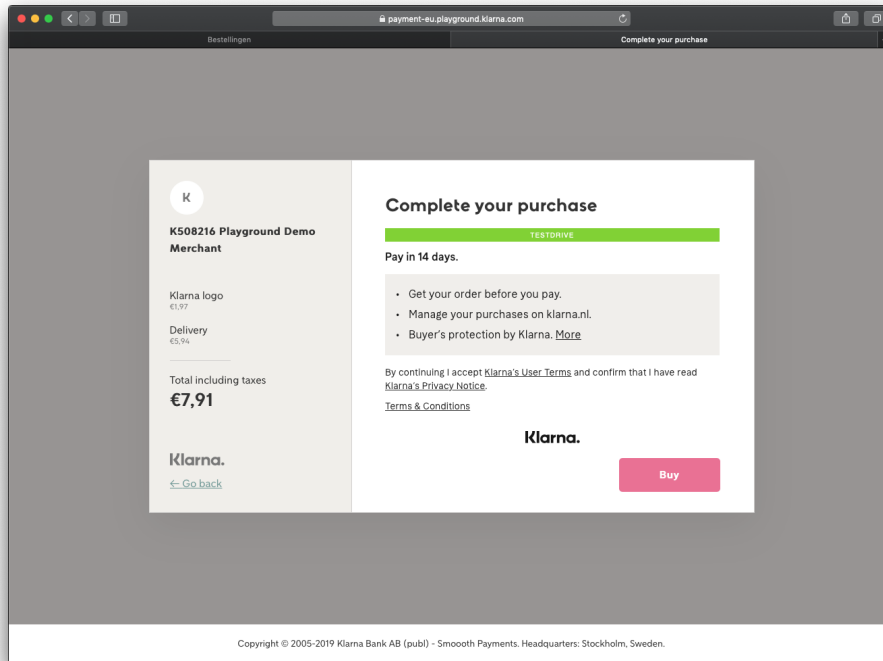 payment-eu.playground.klarna.com
Bestellingen
Complete your purchase
K
K508216 Playground Demo
Merchant
Klarna logo
€1,97
Delivery
€5,94
Total including taxes
€7,91
Klarna.
← Go back
Complete your purchase
TESTDRIVE
Pay in 14 days.
• Get your order before you pay.
• Manage your purchases on klarna.nl.
• Buyer's protection by Klarna. More
By continuing I accept Klarna's User Terms and confirm that I have read
Klarna's Privacy Notice.
Terms & Conditions
Klarna.
Buy
Copyright © 2005-2019 Klarna Bank AB (publ) - Smoooth Payments. Headquarters: Stockholm, Sweden.